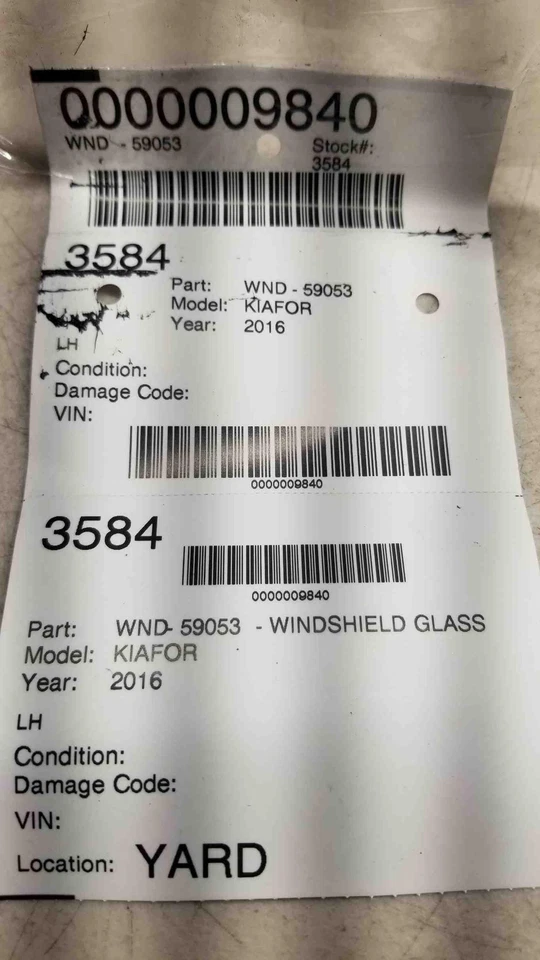 0000009840
WND - 59053
Stock#:
3584
3584
Part: WND - 59053
Model: KIAFOR
Year: 2016
LH
Condition:
Damage Code:
VIN:
0000009840
3584
0000009840
Part: WND- 59053 - WINDSHIELD GLASS
Model: KIAFOR
Year: 2016
LH
Condition:
Damage Code:
VIN:
Location: YARD